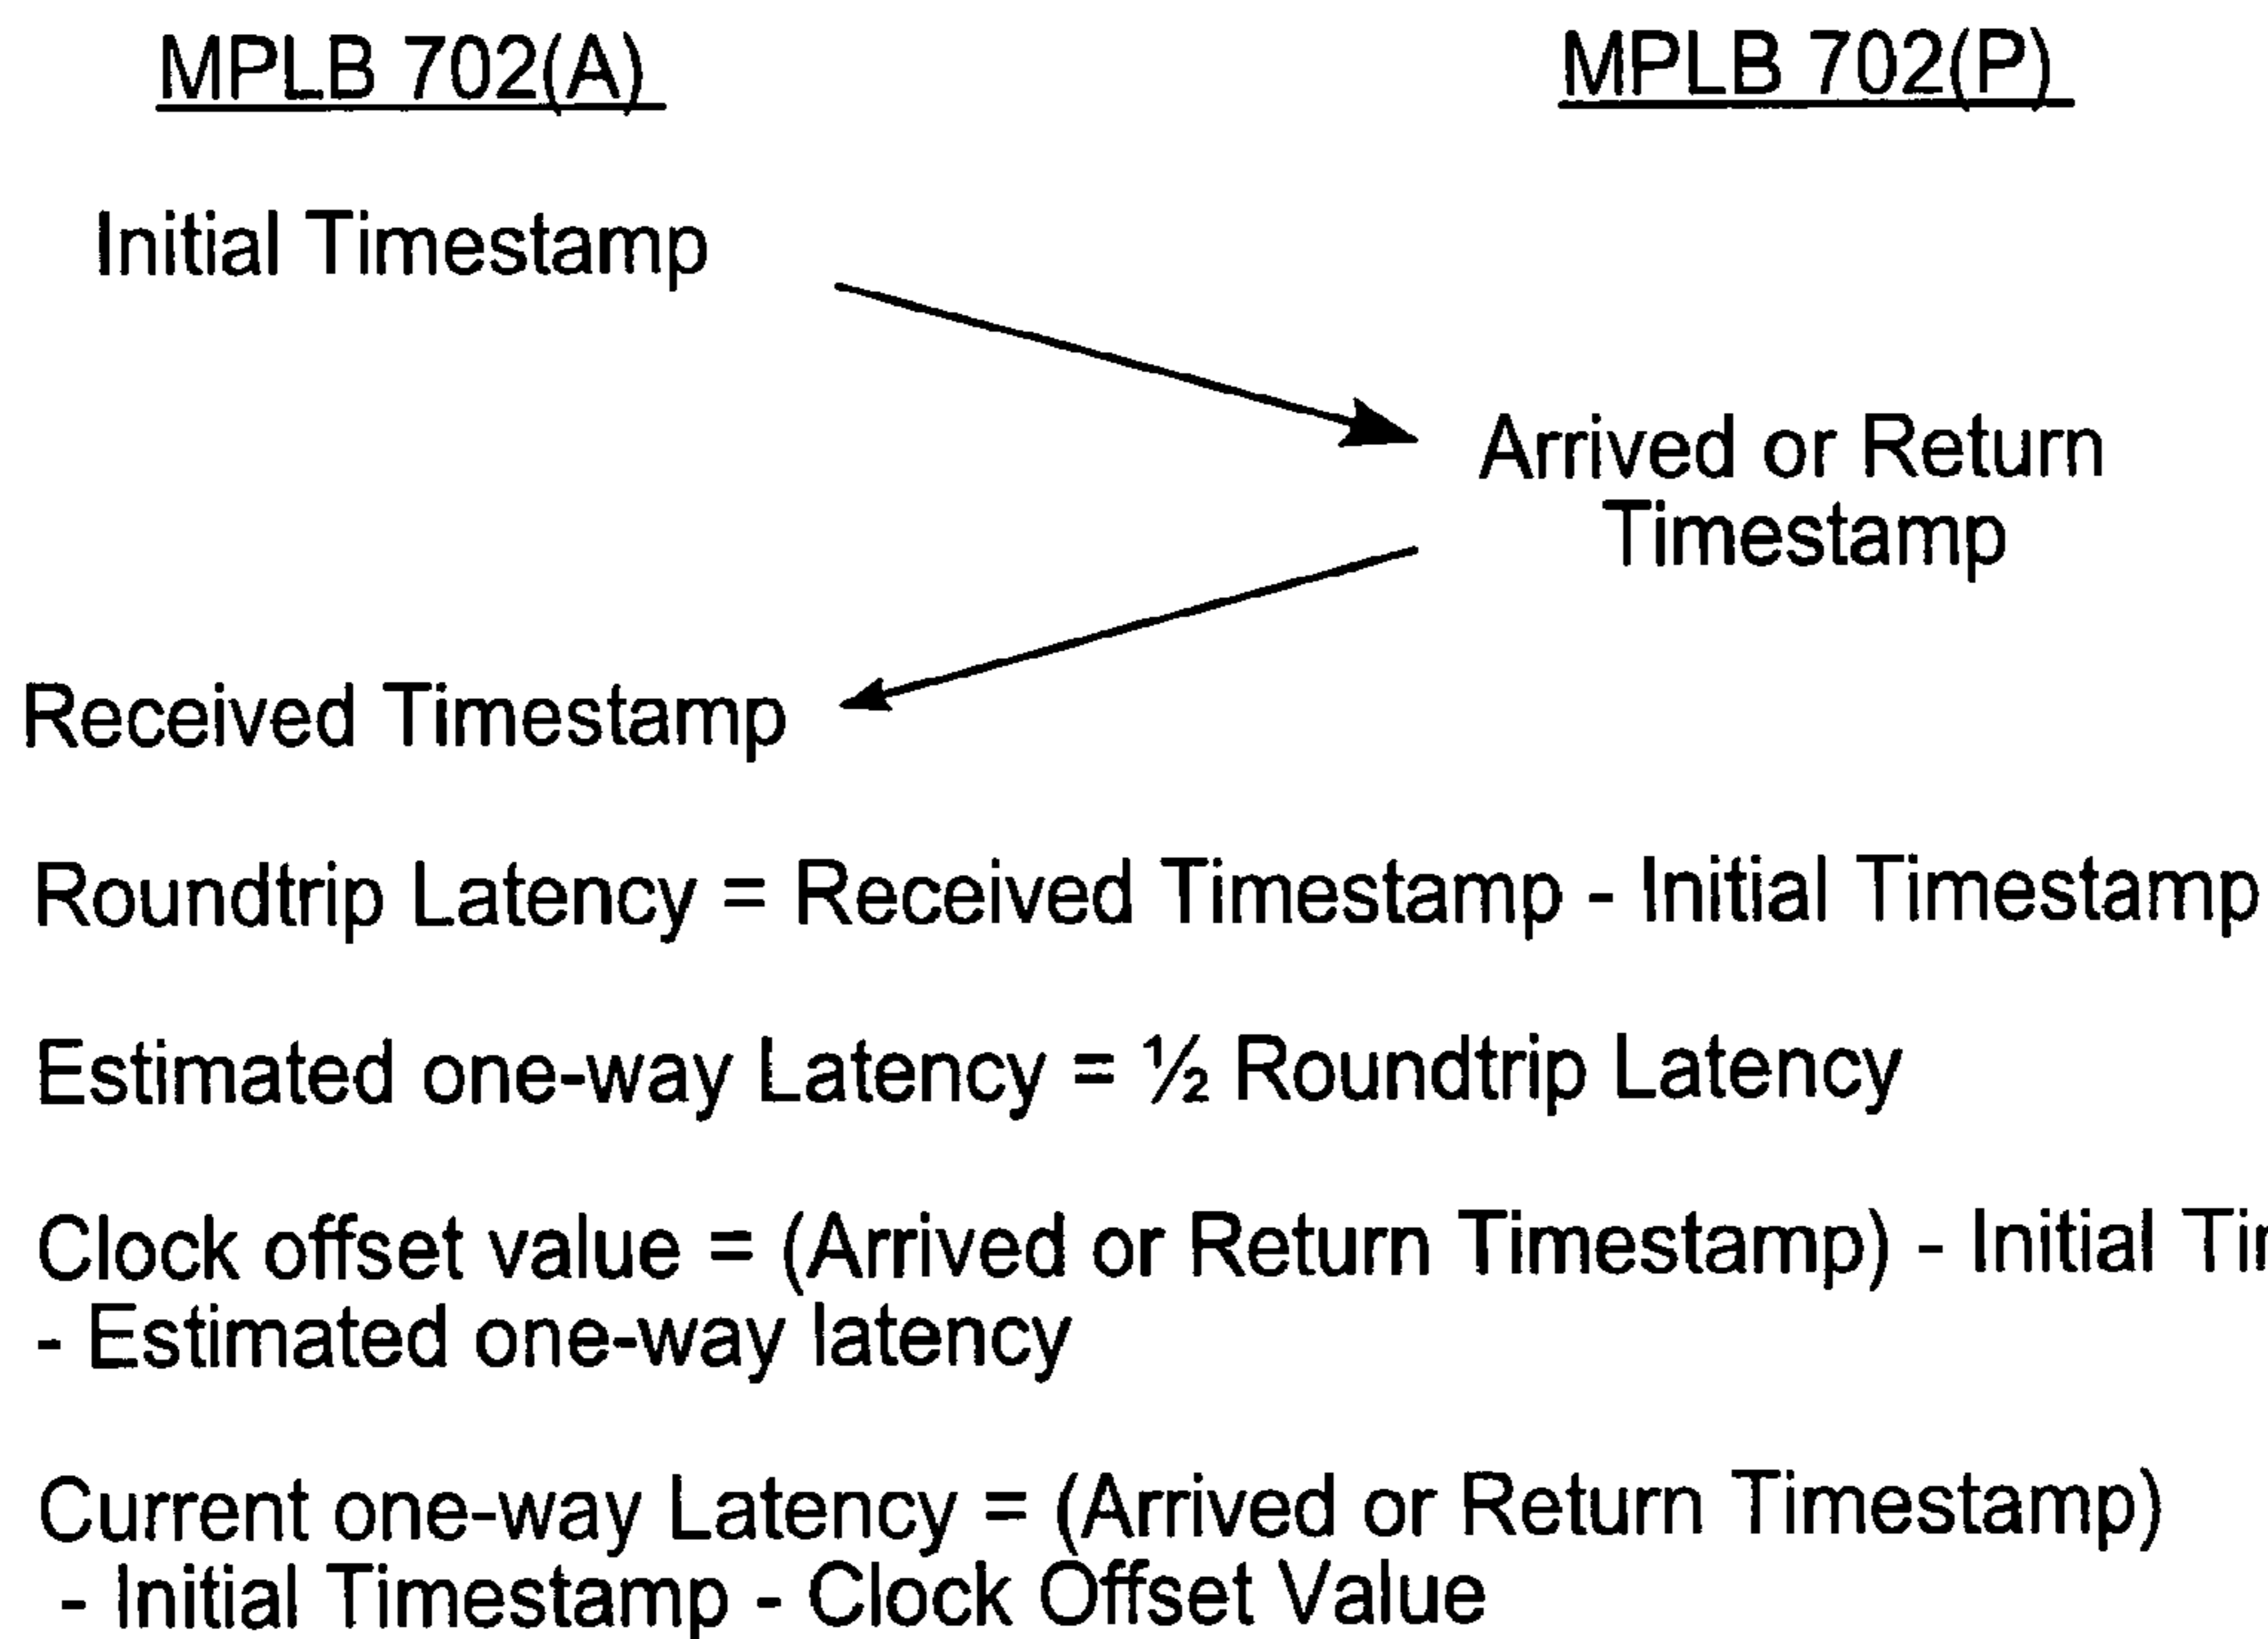 MPLB 702(A) MPLB 702(P)
Initial Timestamp
Arrived or Return
Timestamp
Received Timestamp
Roundtrip Latency = Received Timestamp - Initial Timestamp
Estimated one-way Latency = ½ Roundtrip Latency
Clock offset value = (Arrived or Return Timestamp) - Initial
- Estimated one-way latency
Current one-way Latency = (Arrived or Return Timestamp)
- Initial Timestamp - Clock Offset Value